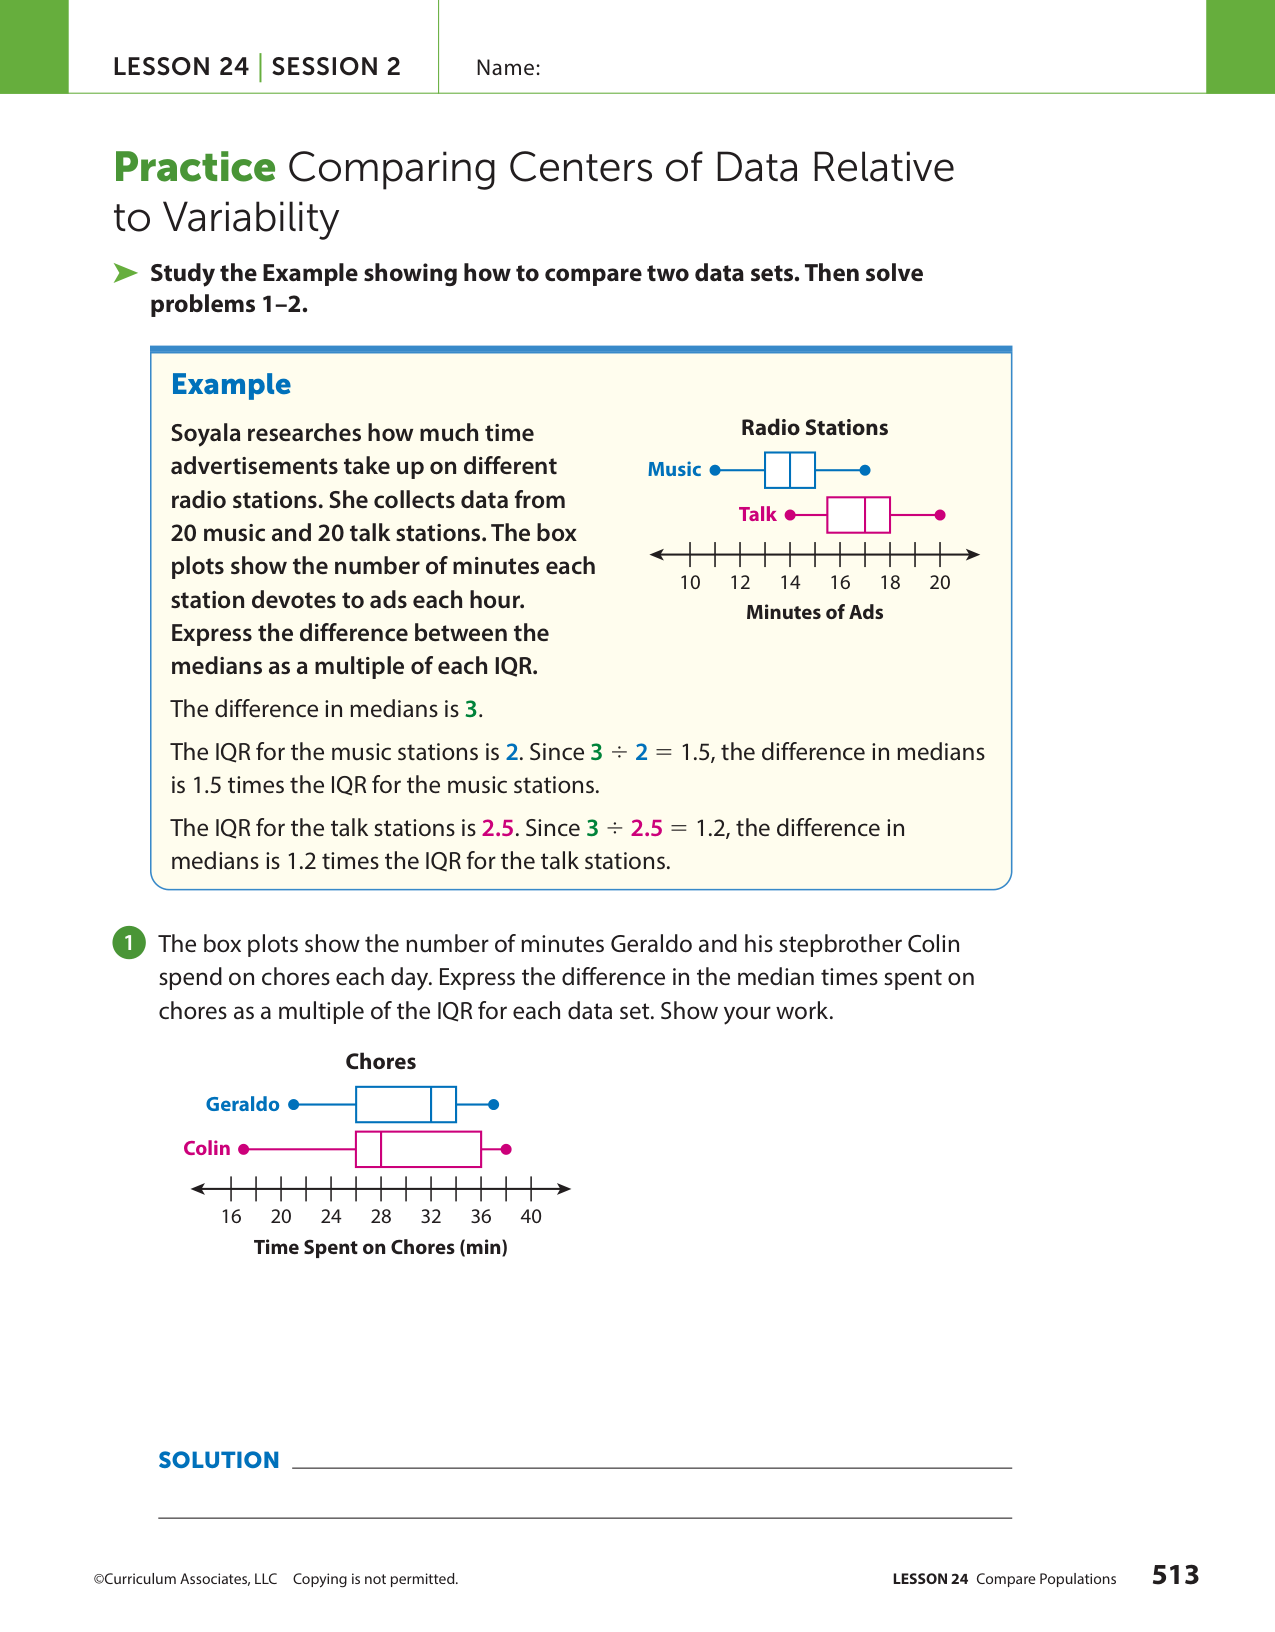 LESSON 24 | SESSION 2
Name:
Practice Comparing Centers of Data Relative
to Variability
➤ Study the Example showing how to compare two data sets. Then solve
problems 1–2.
Example
Soyala researches how much time
advertisements take up on different
radio stations. She collects data from
20 music and 20 talk stations. The box
plots show the number of minutes each
station devotes to ads each hour.
Express the difference between the
medians as a multiple of each IQR.
Radio Stations
Music
Talk
10 12 14 16 18 20
Minutes of Ads
The difference in medians is 3.
The IQR for the music stations is 2. Since 3 ÷ 2 = 1.5, the difference in medians
is 1.5 times the IQR for the music stations.
The IQR for the talk stations is 2.5. Since 3 ÷ 2.5 = 1.2, the difference in
medians is 1.2 times the IQR for the talk stations.
1 The box plots show the number of minutes Geraldo and his stepbrother Colin
spend on chores each day. Express the difference in the median times spent on
chores as a multiple of the IQR for each data set. Show your work.
Chores
Geraldo
Colin
16 20 24 28 32 36 40
Time Spent on Chores (min)
SOLUTION
©Curriculum Associates, LLC Copying is not permitted.
LESSON 24 Compare Populations 513